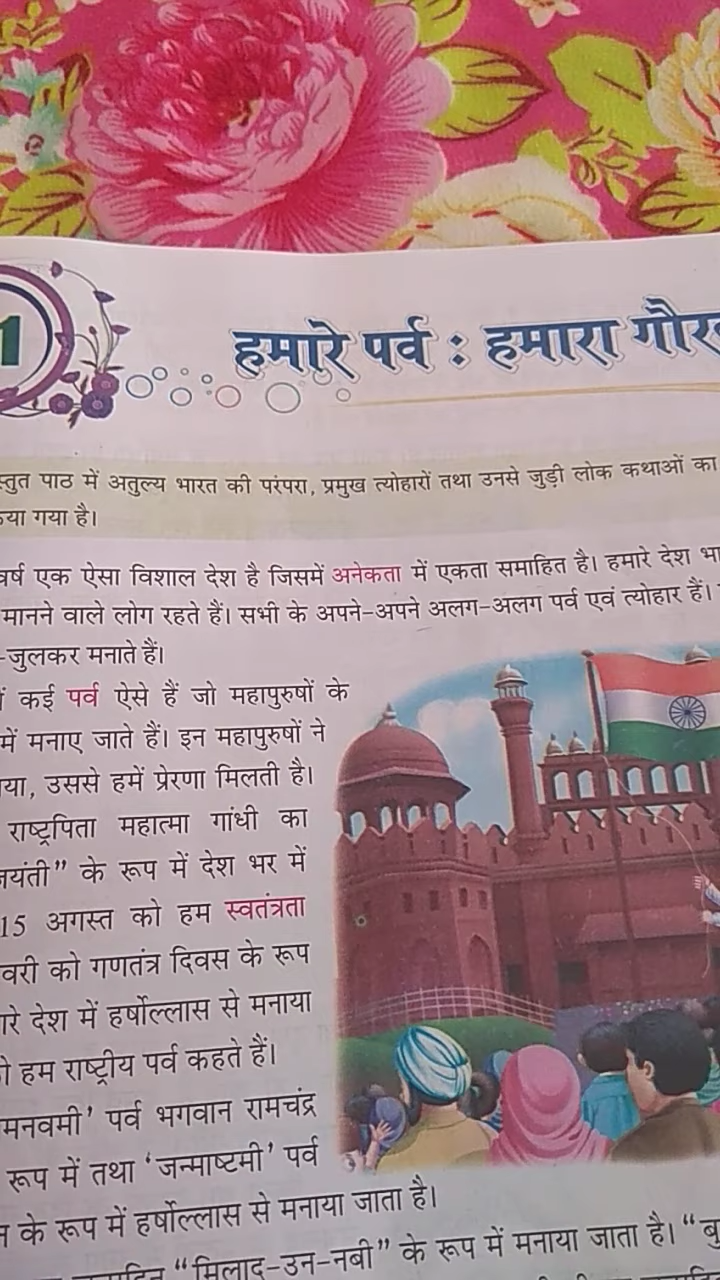 1
हमारे पर्व : हमारा
पाठ में अतुल्य भारत की परंपरा, प्रमुख त्योहारों तथा उनसे जुड़ी लोक कथाओं का
गया है।
एक ऐसा विशाल देश है जिसमें अनेकता में एकता समाहित है। हमारे देश
मानने वाले लोग रहते हैं। सभी के अपने-अपने अलग-अलग पर्व एवं त्योहार हैं।
-जुलकर मनाते हैं।
कई पर्व ऐसे हैं जो महापुरुषों के
में मनाए जाते हैं। इन महापुरुषों ने
उससे हमें प्रेरणा मिलती है।
राष्ट्रपिता महात्मा गांधी का
के रूप में देश भर में
15 अगस्त को हम स्वतंत्रता
को गणतंत्र दिवस के रूप
देश में हर्षोल्लास से मनाया
हम राष्ट्रीय पर्व कहते हैं।
पर्व भगवान रामचंद्र
रूप में तथा ‘जन्माष्टमी’ पर्व
के रूप में हर्षोल्लास से मनाया जाता है।
“मिलाद-उन-नबी” के रूप में मनाया जाता है।